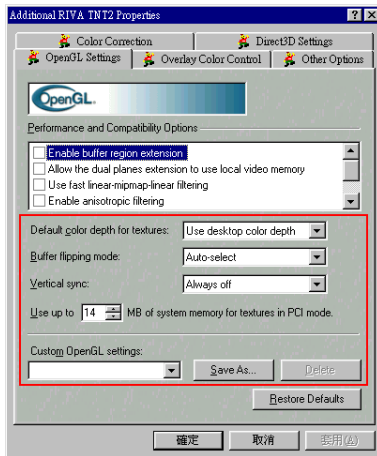 Additional RIVA TNT2 Properties
Color Correction
Direct3D Settings
OpenGL Settings
Overlay Color Control
Other Options
OpenGL.
Performance and Compatibility Options
Enable buffer region extension
Allow the dual planes extension to use local video memory
Use fast linear-mipmap-linear filtering
Enable anisotropic filtering
Default color depth for textures: Use desktop color depth
Buffer flipping mode: Auto-select
Vertical sync: Always off
Use up to 14 MB of system memory for textures in PCI mode.
Custom OpenGL settings:
Save As...
Delete
Restore Defaults
確定
取消
套用(A)